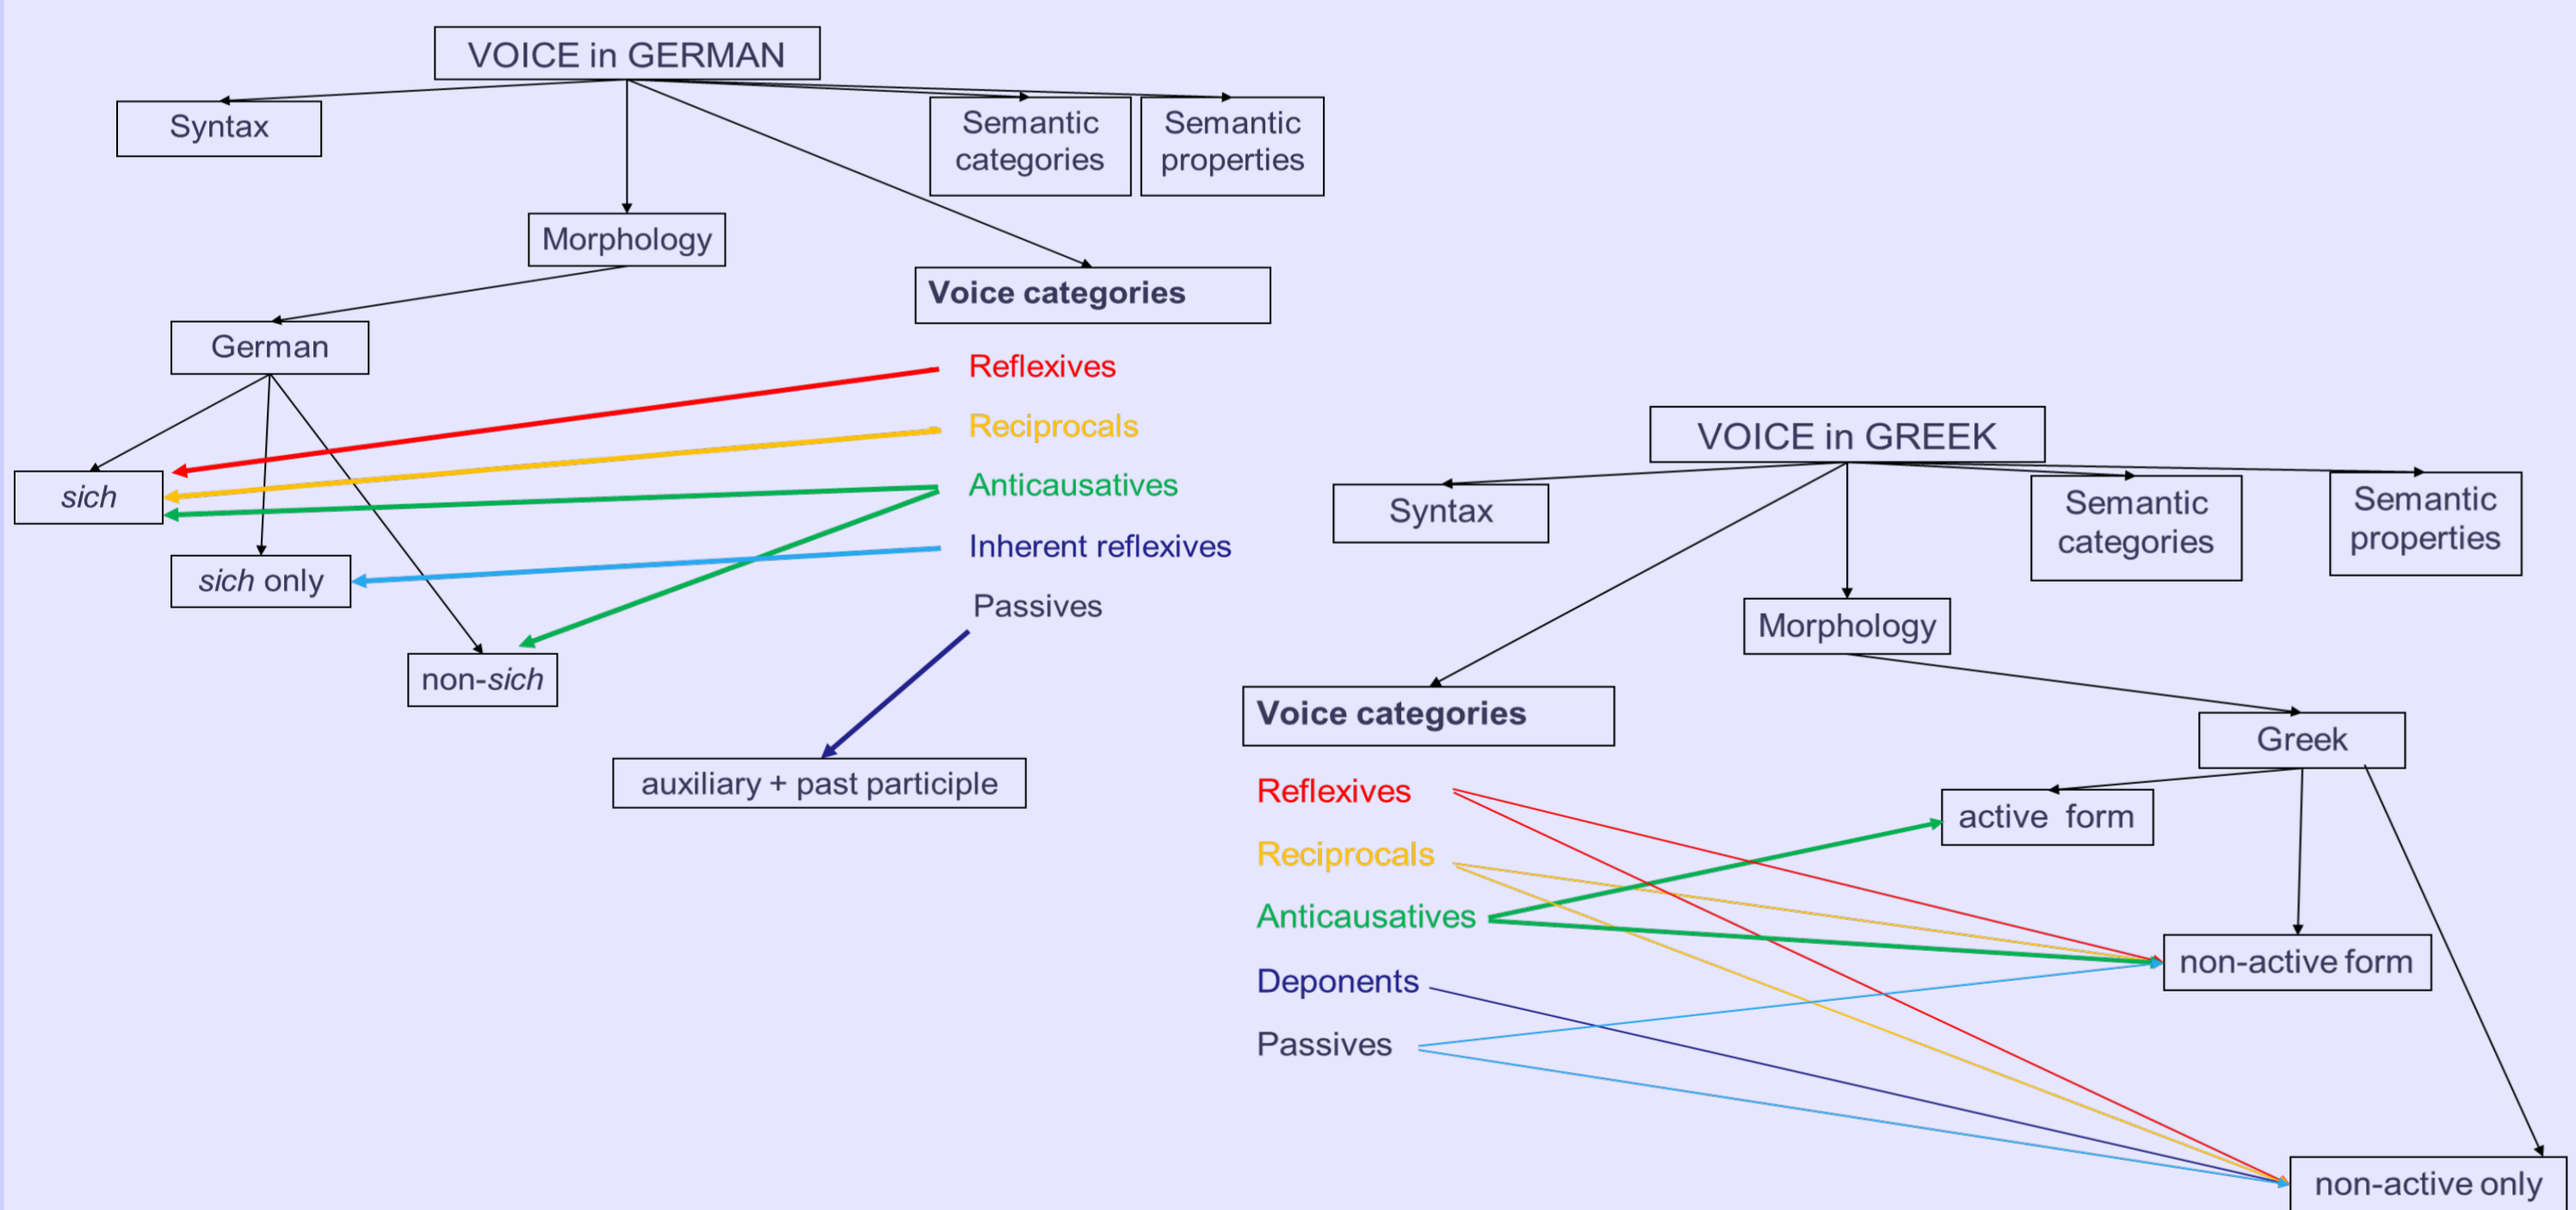 VOICE in GERMAN
Syntax
Semantic
categories
Semantic
properties
Morphology
Voice categories
German
Reflexives
Reciprocals
Anticausatives
Inherent reflexives
Passives
sich
sich only
non-sich
auxiliary + past participle
VOICE in GREEK
Syntax
Semantic
categories
Semantic
properties
Morphology
Voice categories
Greek
Reflexives
Reciprocals
Anticausatives
Deponents
Passives
active form
non-active form
non-active only